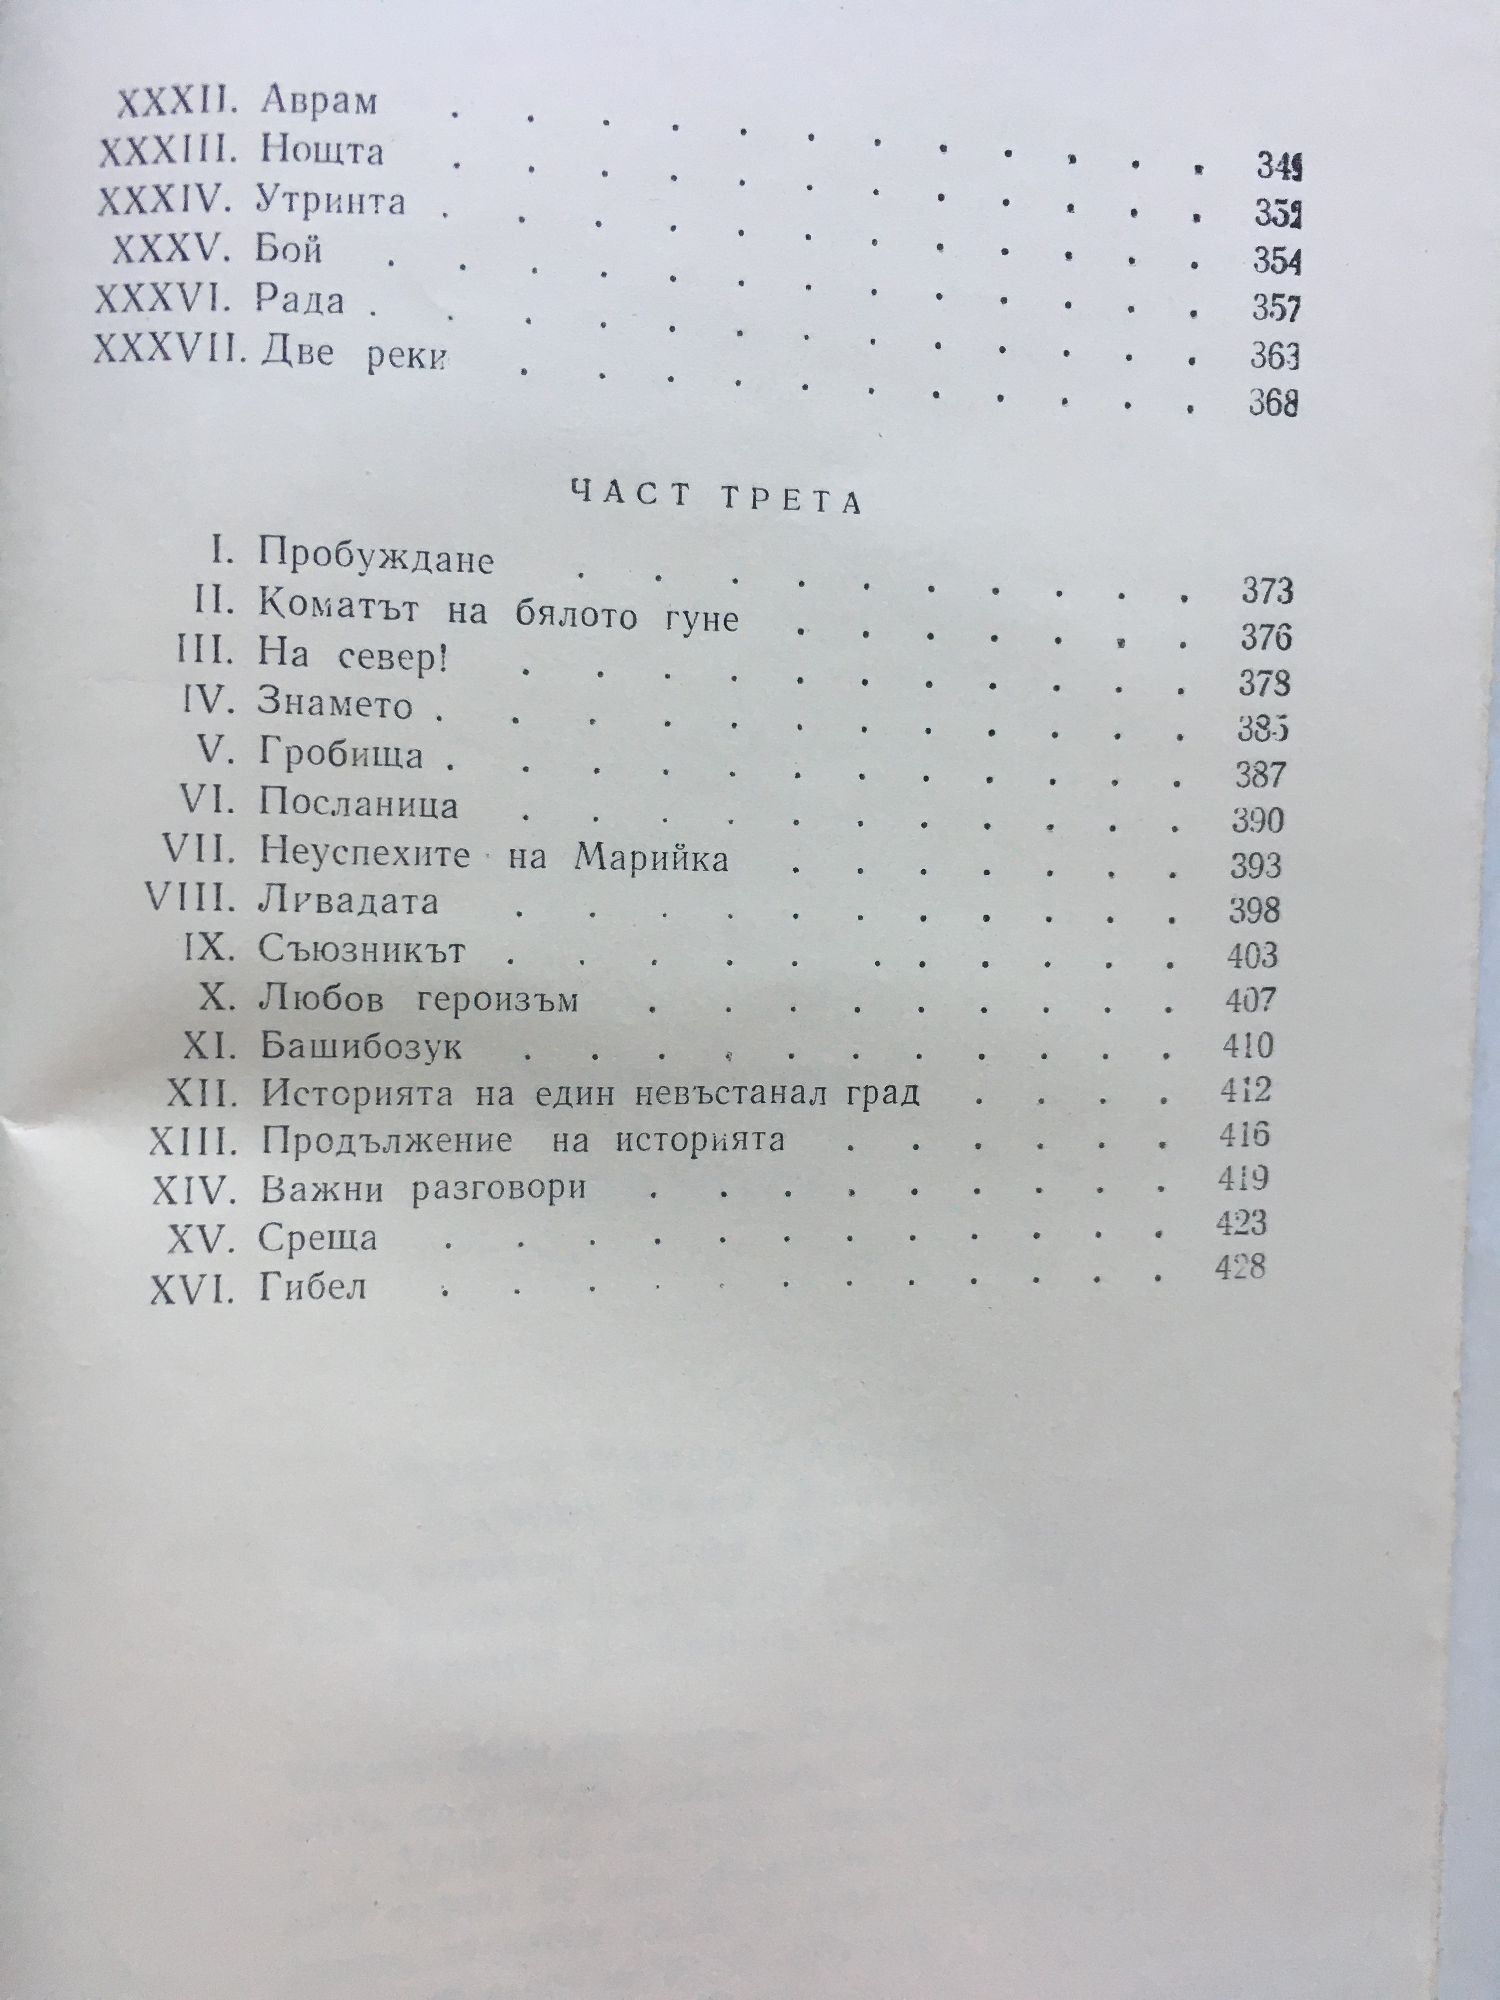 XXXII. Аврам . . . . . . . . . . . .
XXXIII. Нощта . . . . . . . . . . . . 352
XXXIV. Утринта . . . . . . . . . . . . 354
XXXV. Бой . . . . . . . . . . . . . 357
XXXVI. Рада . . . . . . . . . . . . . 363
XXXVII. Две реки . . . . . . . . . . . 368
ЧАСТ ТРЕТА
I. Пробуждане . . . . . . . . . . 373
II. Коматът на бялото гуне . . . . . . . 376
III. На север! . . . . . . . . . . . 378
IV. Знамето . . . . . . . . . . . . 385
V. Гробища . . . . . . . . . . . . 387
VI. Посланица . . . . . . . . . . . 390
VII. Неуспехите на Марийка . . . . . . . 393
VIII. Ливадата . . . . . . . . . . . 398
IX. Съюзникът . . . . . . . . . . . 403
X. Любов героизъм . . . . . . . . . 407
XI. Башибозук . . . . . . . . . . . 410
XII. Историята на един невъстанал град . . . . 412
XIII. Продължение на историята . . . . . . 416
XIV. Важни разговори . . . . . . . . . 419
XV. Среща . . . . . . . . . . . . 423
XVI. Гибел . . . . . . . . . . . . 428